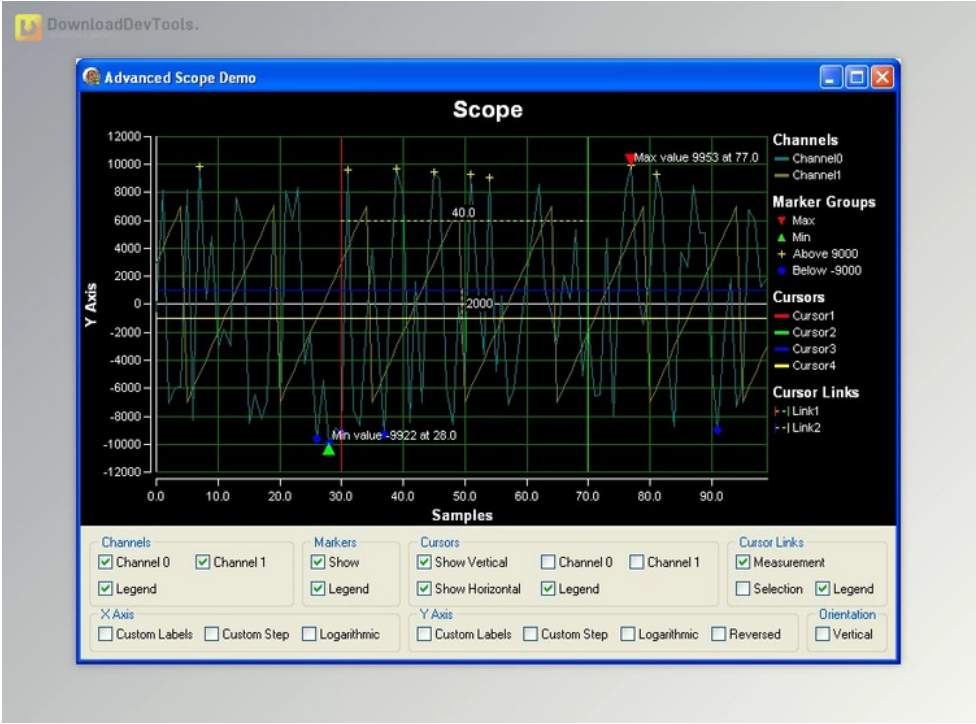 DownloadDevTools.
Advanced Scope Demo
Scope
12000
10000
8000
6000
4000
2000
0
-2000
-4000
-6000
-8000
-10000
-12000
Y Axis
Max value 9953 at 77.0
40.0
2000
Min value -9922 at 28.0
0.0 10.0 20.0 30.0 40.0 50.0 60.0 70.0 80.0 90.0
Samples
Channels
Channel0
Channel1
Marker Groups
Max
Min
Above 9000
Below -9000
Cursors
Cursor1
Cursor2
Cursor3
Cursor4
Cursor Links
Link1
Link2
Channels
Channel 0 Channel 1
Legend
Markers
Show
Legend
Cursors
Show Vertical Channel 0 Channel 1
Show Horizontal Legend
Cursor Links
Measurement
Selection Legend
X Axis
Custom Labels Custom Step Logarithmic
Y Axis
Custom Labels Custom Step Logarithmic Reversed
Orientation
Vertical